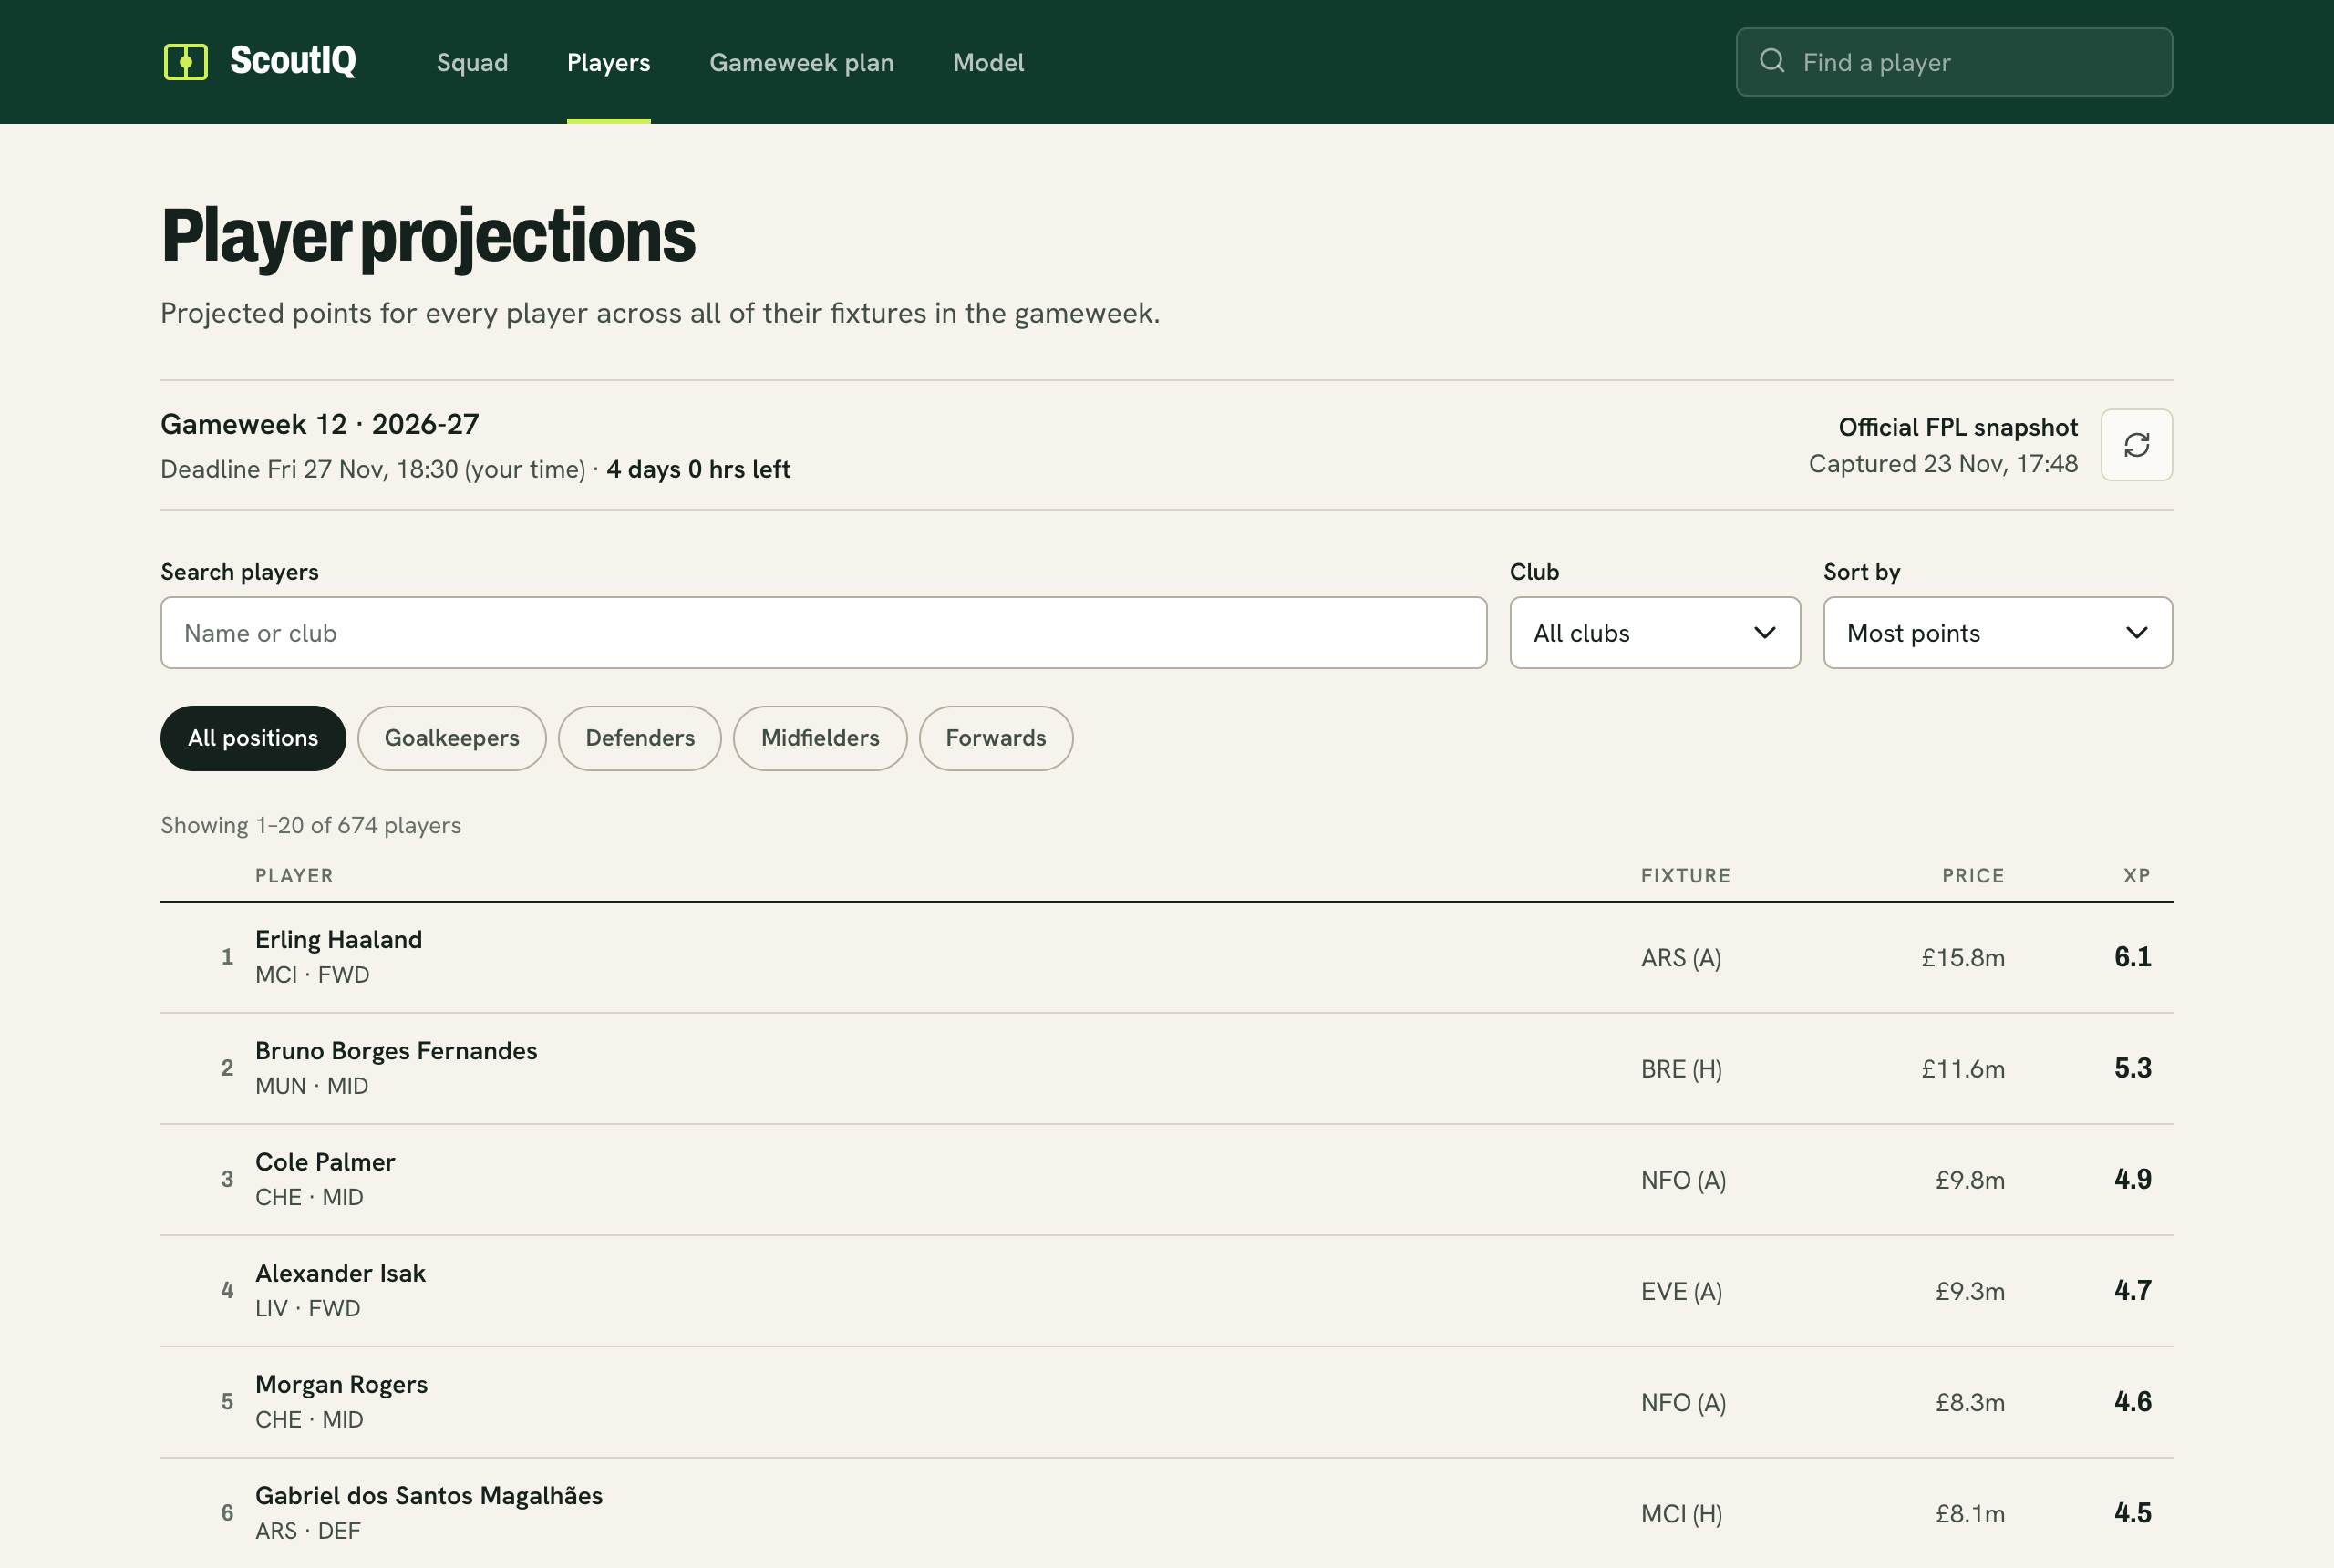 ScoutIQ
Squad
Players
Gameweek plan
Model
Find a player
Player projections
Projected points for every player across all of their fixtures in the gameweek.
Gameweek 12 · 2026-27
Deadline Fri 27 Nov, 18:30 (your time) · 4 days 0 hrs left
Official FPL snapshot
Captured 23 Nov, 17:48
Search players
Name or club
Club
All clubs
Sort by
Most points
All positions
Goalkeepers
Defenders
Midfielders
Forwards
Showing 1–20 of 674 players
PLAYER FIXTURE PRICE XP
1 Erling Haaland ARS (A) £15.8m 6.1
MCI · FWD
2 Bruno Borges Fernandes BRE (H) £11.6m 5.3
MUN · MID
3 Cole Palmer NFO (A) £9.8m 4.9
CHE · MID
4 Alexander Isak EVE (A) £9.3m 4.7
LIV · FWD
5 Morgan Rogers NFO (A) £8.3m 4.6
CHE · MID
6 Gabriel dos Santos Magalhães MCI (H) £8.1m 4.5
ARS · DEF